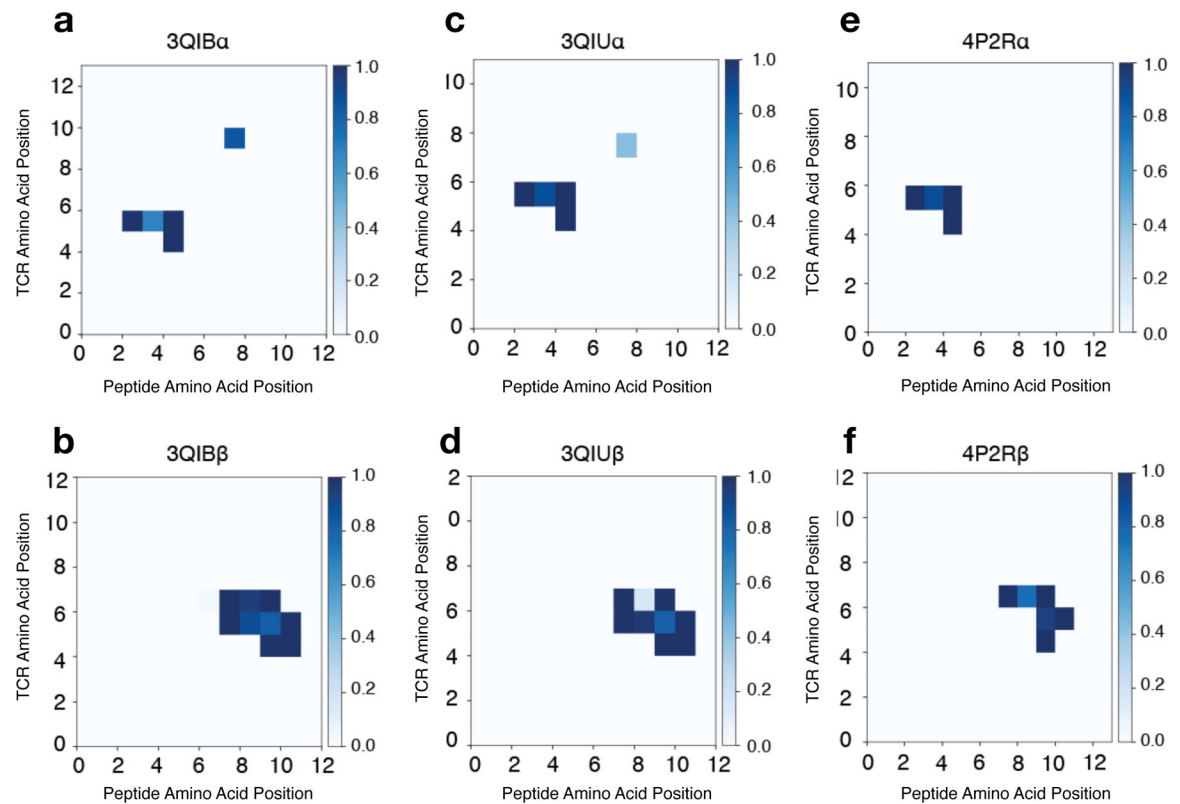 a
3QIBα
12
10
8
6
4
2
0
0 2 4 6 8 10 12
1.0
0.8
0.6
0.4
0.2
0.0
TCR Amino Acid Position
Peptide Amino Acid Position
c
3QIUα
10
8
6
4
2
0
0 2 4 6 8 10 12
1.0
0.8
0.6
0.4
0.2
0.0
TCR Amino Acid Position
Peptide Amino Acid Position
e
4P2Rα
10
8
6
4
2
0
0 2 4 6 8 10 12
1.0
0.8
0.6
0.4
0.2
0.0
TCR Amino Acid Position
Peptide Amino Acid Position
b
3QIBβ
12
10
8
6
4
2
0
0 2 4 6 8 10 12
1.0
0.8
0.6
0.4
0.2
0.0
TCR Amino Acid Position
Peptide Amino Acid Position
d
3QIUβ
2
0
8
6
4
2
0
0 2 4 6 8 10 12
1.0
0.8
0.6
0.4
0.2
0.0
TCR Amino Acid Position
Peptide Amino Acid Position
f
4P2Rβ
12
10
8
6
4
2
0
0 2 4 6 8 10 12
1.0
0.8
0.6
0.4
0.2
0.0
TCR Amino Acid Position
Peptide Amino Acid Position